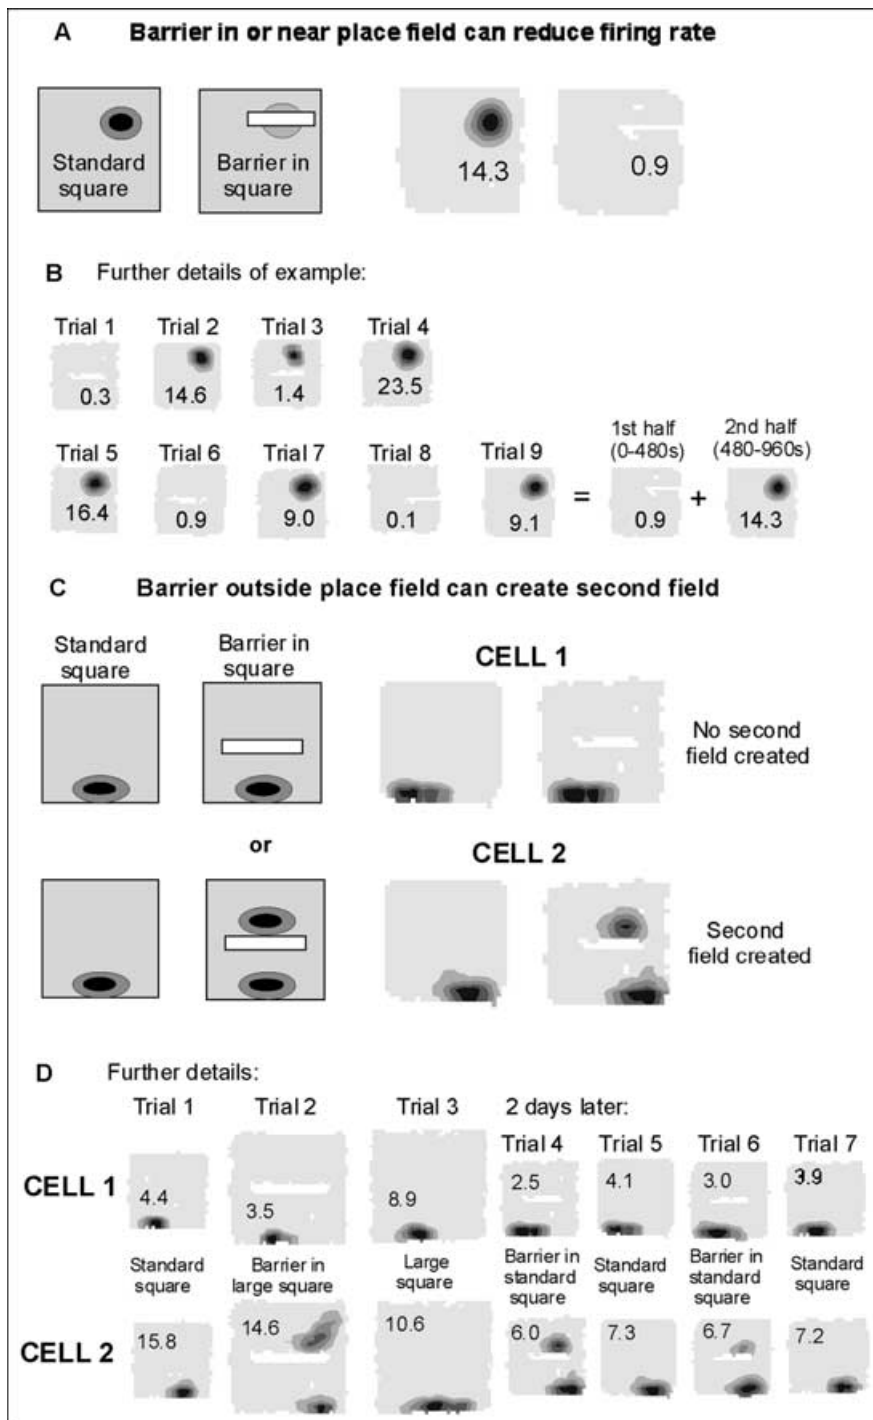 A Barrier in or near place field can reduce firing rate
Standard square
Barrier in square
14.3
0.9
B Further details of example:
Trial 1 Trial 2 Trial 3 Trial 4
0.3 14.6 1.4 23.5
1st half (0-480s)
2nd half (480-960s)
Trial 5 Trial 6 Trial 7 Trial 8 Trial 9
16.4 0.9 9.0 0.1 9.1 = 0.9 + 14.3
C Barrier outside place field can create second field
Standard square
Barrier in square
CELL 1
No second field created
or
CELL 2
Second field created
D Further details:
Trial 1 Trial 2 Trial 3 2 days later:
Trial 4 Trial 5 Trial 6 Trial 7
CELL 1
4.4 3.5 8.9 2.5 4.1 3.0 3.9
Standard square
Barrier in large square
Large square
Barrier in standard square
Standard square
Barrier in standard square
Standard square
CELL 2
15.8 14.6 10.6 6.0 7.3 6.7 7.2